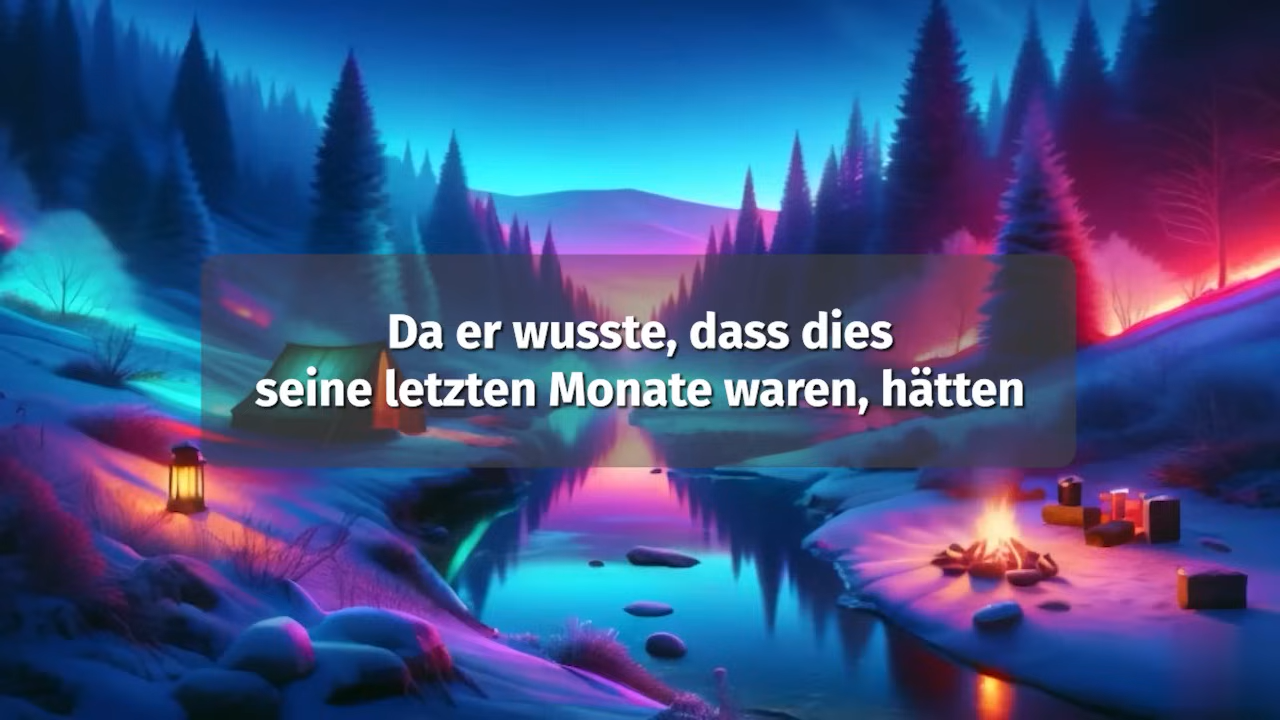 Da er wusste, dass dies
seine letzten Monate waren, hätten